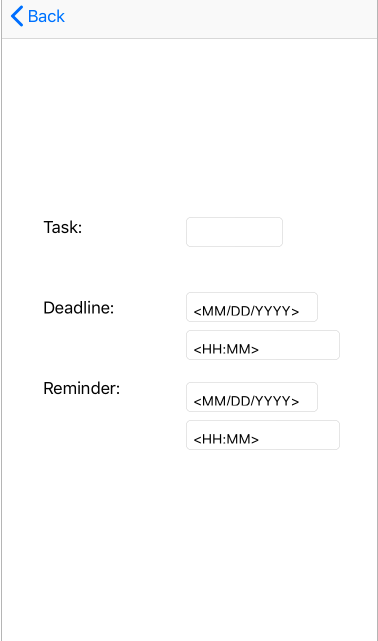 Back
Task:
Deadline:
<MM/DD/YYYY>
<HH:MM>
Reminder:
<MM/DD/YYYY>
<HH:MM>